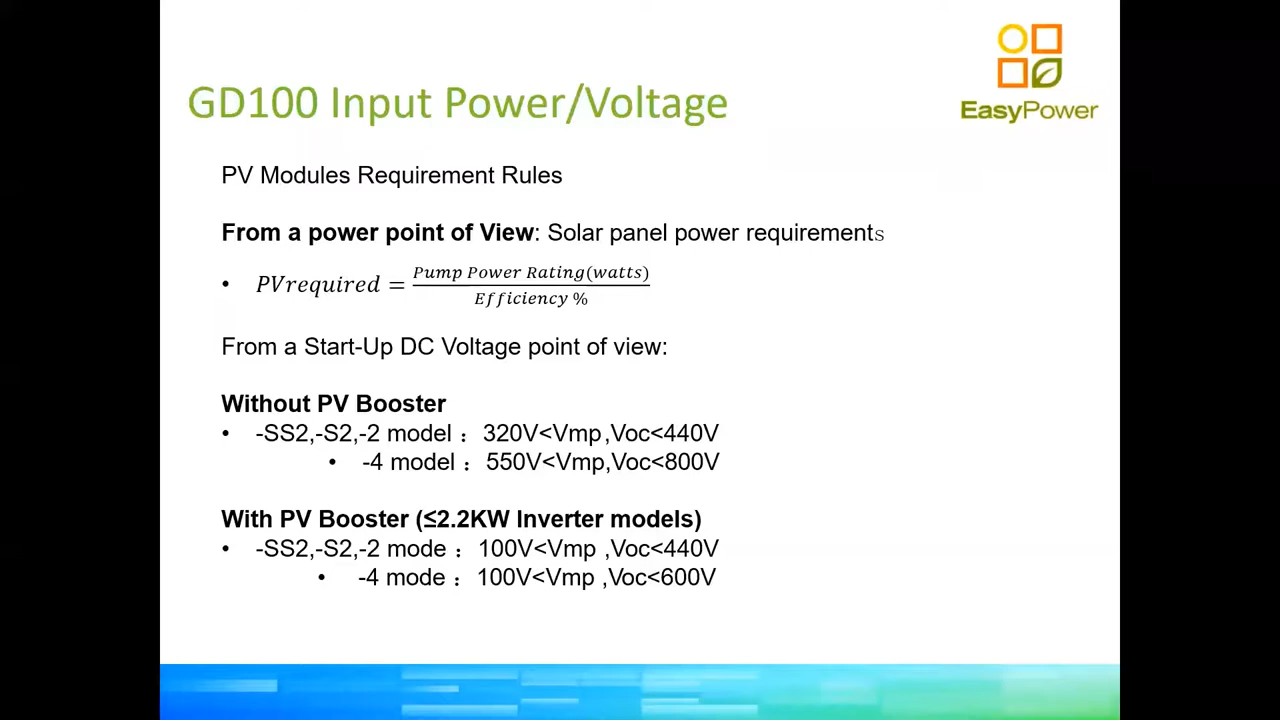 EasyPower
GD100 Input Power/Voltage
PV Modules Requirement Rules
From a power point of View: Solar panel power requirements
• PVrequired = Pump Power Rating(watts) / Efficiency %
From a Start-Up DC Voltage point of view:
Without PV Booster
• -SS2,-S2,-2 model ：320V<Vmp,Voc<440V
• -4 model ：550V<Vmp,Voc<800V
With PV Booster (≤2.2KW Inverter models)
• -SS2,-S2,-2 mode ：100V<Vmp ,Voc<440V
• -4 mode ：100V<Vmp ,Voc<600V